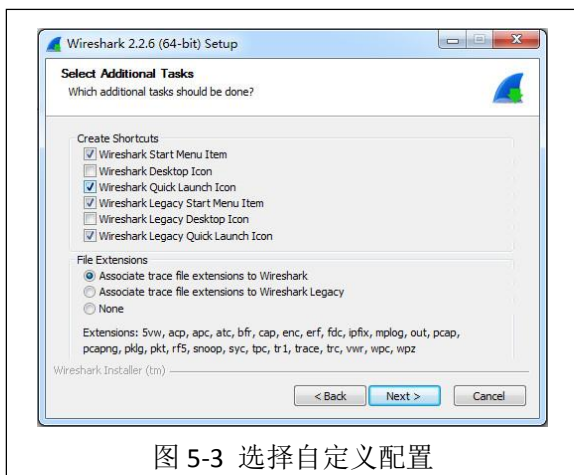 Wireshark 2.2.6 (64-bit) Setup
Select Additional Tasks
Which additional tasks should be done?
Create Shortcuts
Wireshark Start Menu Item
Wireshark Desktop Icon
Wireshark Quick Launch Icon
Wireshark Legacy Start Menu Item
Wireshark Legacy Desktop Icon
Wireshark Legacy Quick Launch Icon
File Extensions
Associate trace file extensions to Wireshark
Associate trace file extensions to Wireshark Legacy
None
Extensions: 5vw, acp, apc, atc, bfr, cap, enc, erf, fdc, ipfix, mplog, out, pcap,
pcapng, pklg, pkt, rf5, snoop, syc, tpc, tr1, trace, trc, vwr, wpc, wpz
Wireshark Installer (tm)
< Back Next > Cancel
图 5-3 选择自定义配置